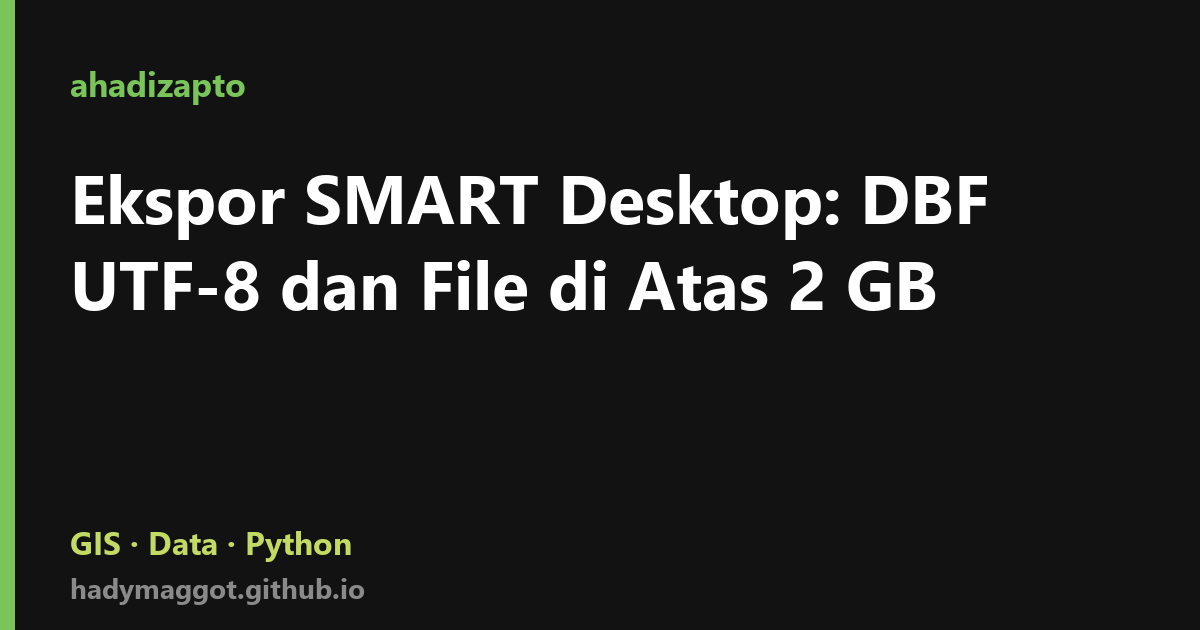 ahadizapto
Ekspor SMART Desktop: DBF
UTF-8 dan File di Atas 2 GB
GIS · Data · Python
hadymaggot.github.io